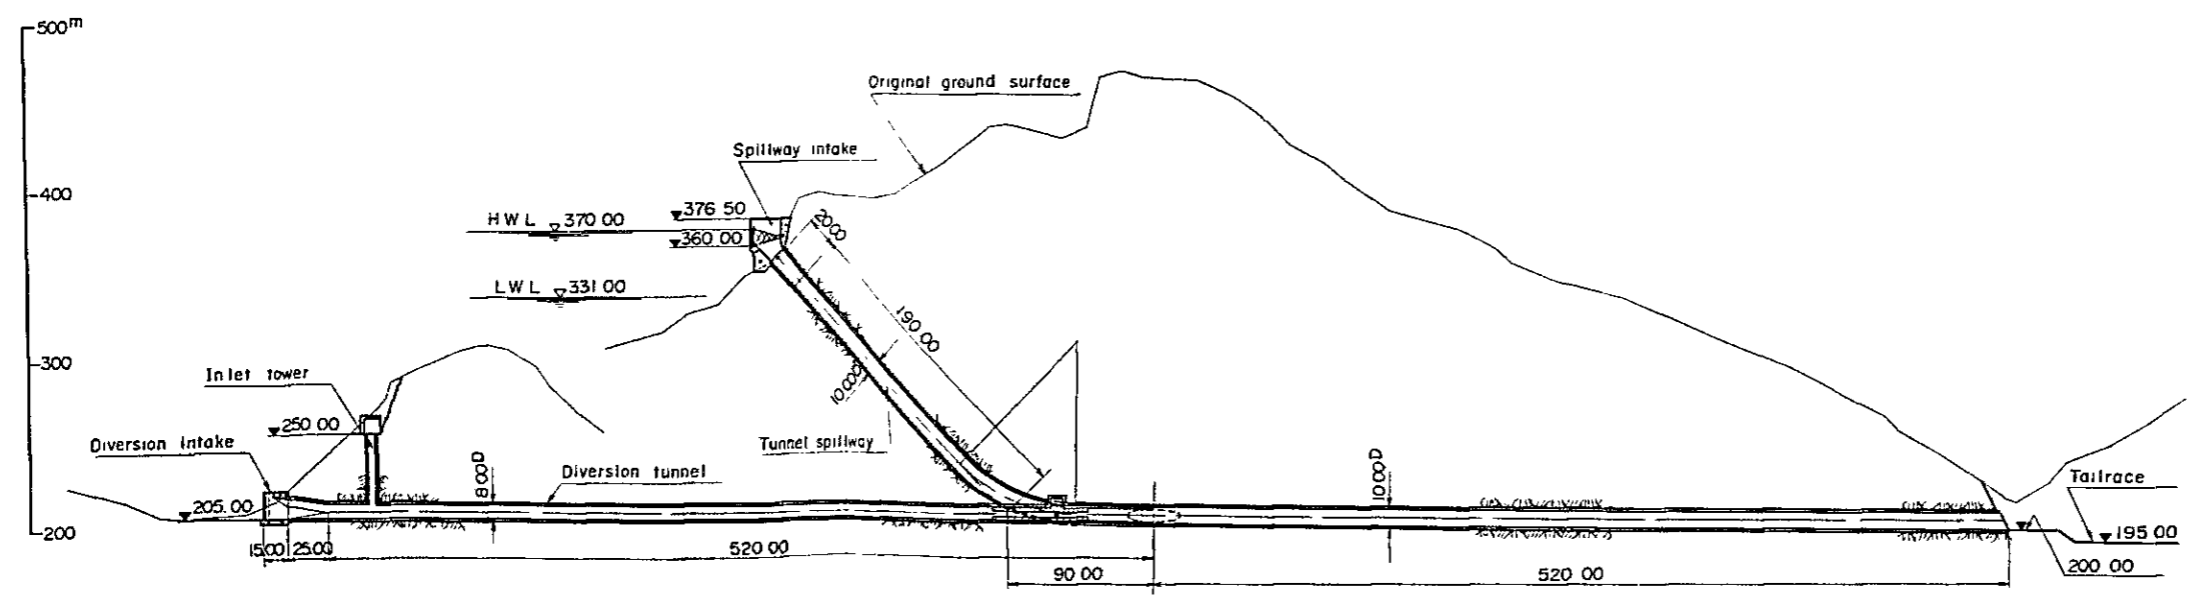 500m
Original ground surface
Spillway intake
400
376 50
H W L 370 00
360.00
20.00
L W L 331 00
190 00
300
Inlet tower
10.00D
250 00
Diversion Intake
Tunnel spillway
8.00D
Diversion tunnel
10.00D
Tailrace
205.00
200
15.00 25.00
520 00
195 00
90 00
520 00
200 00